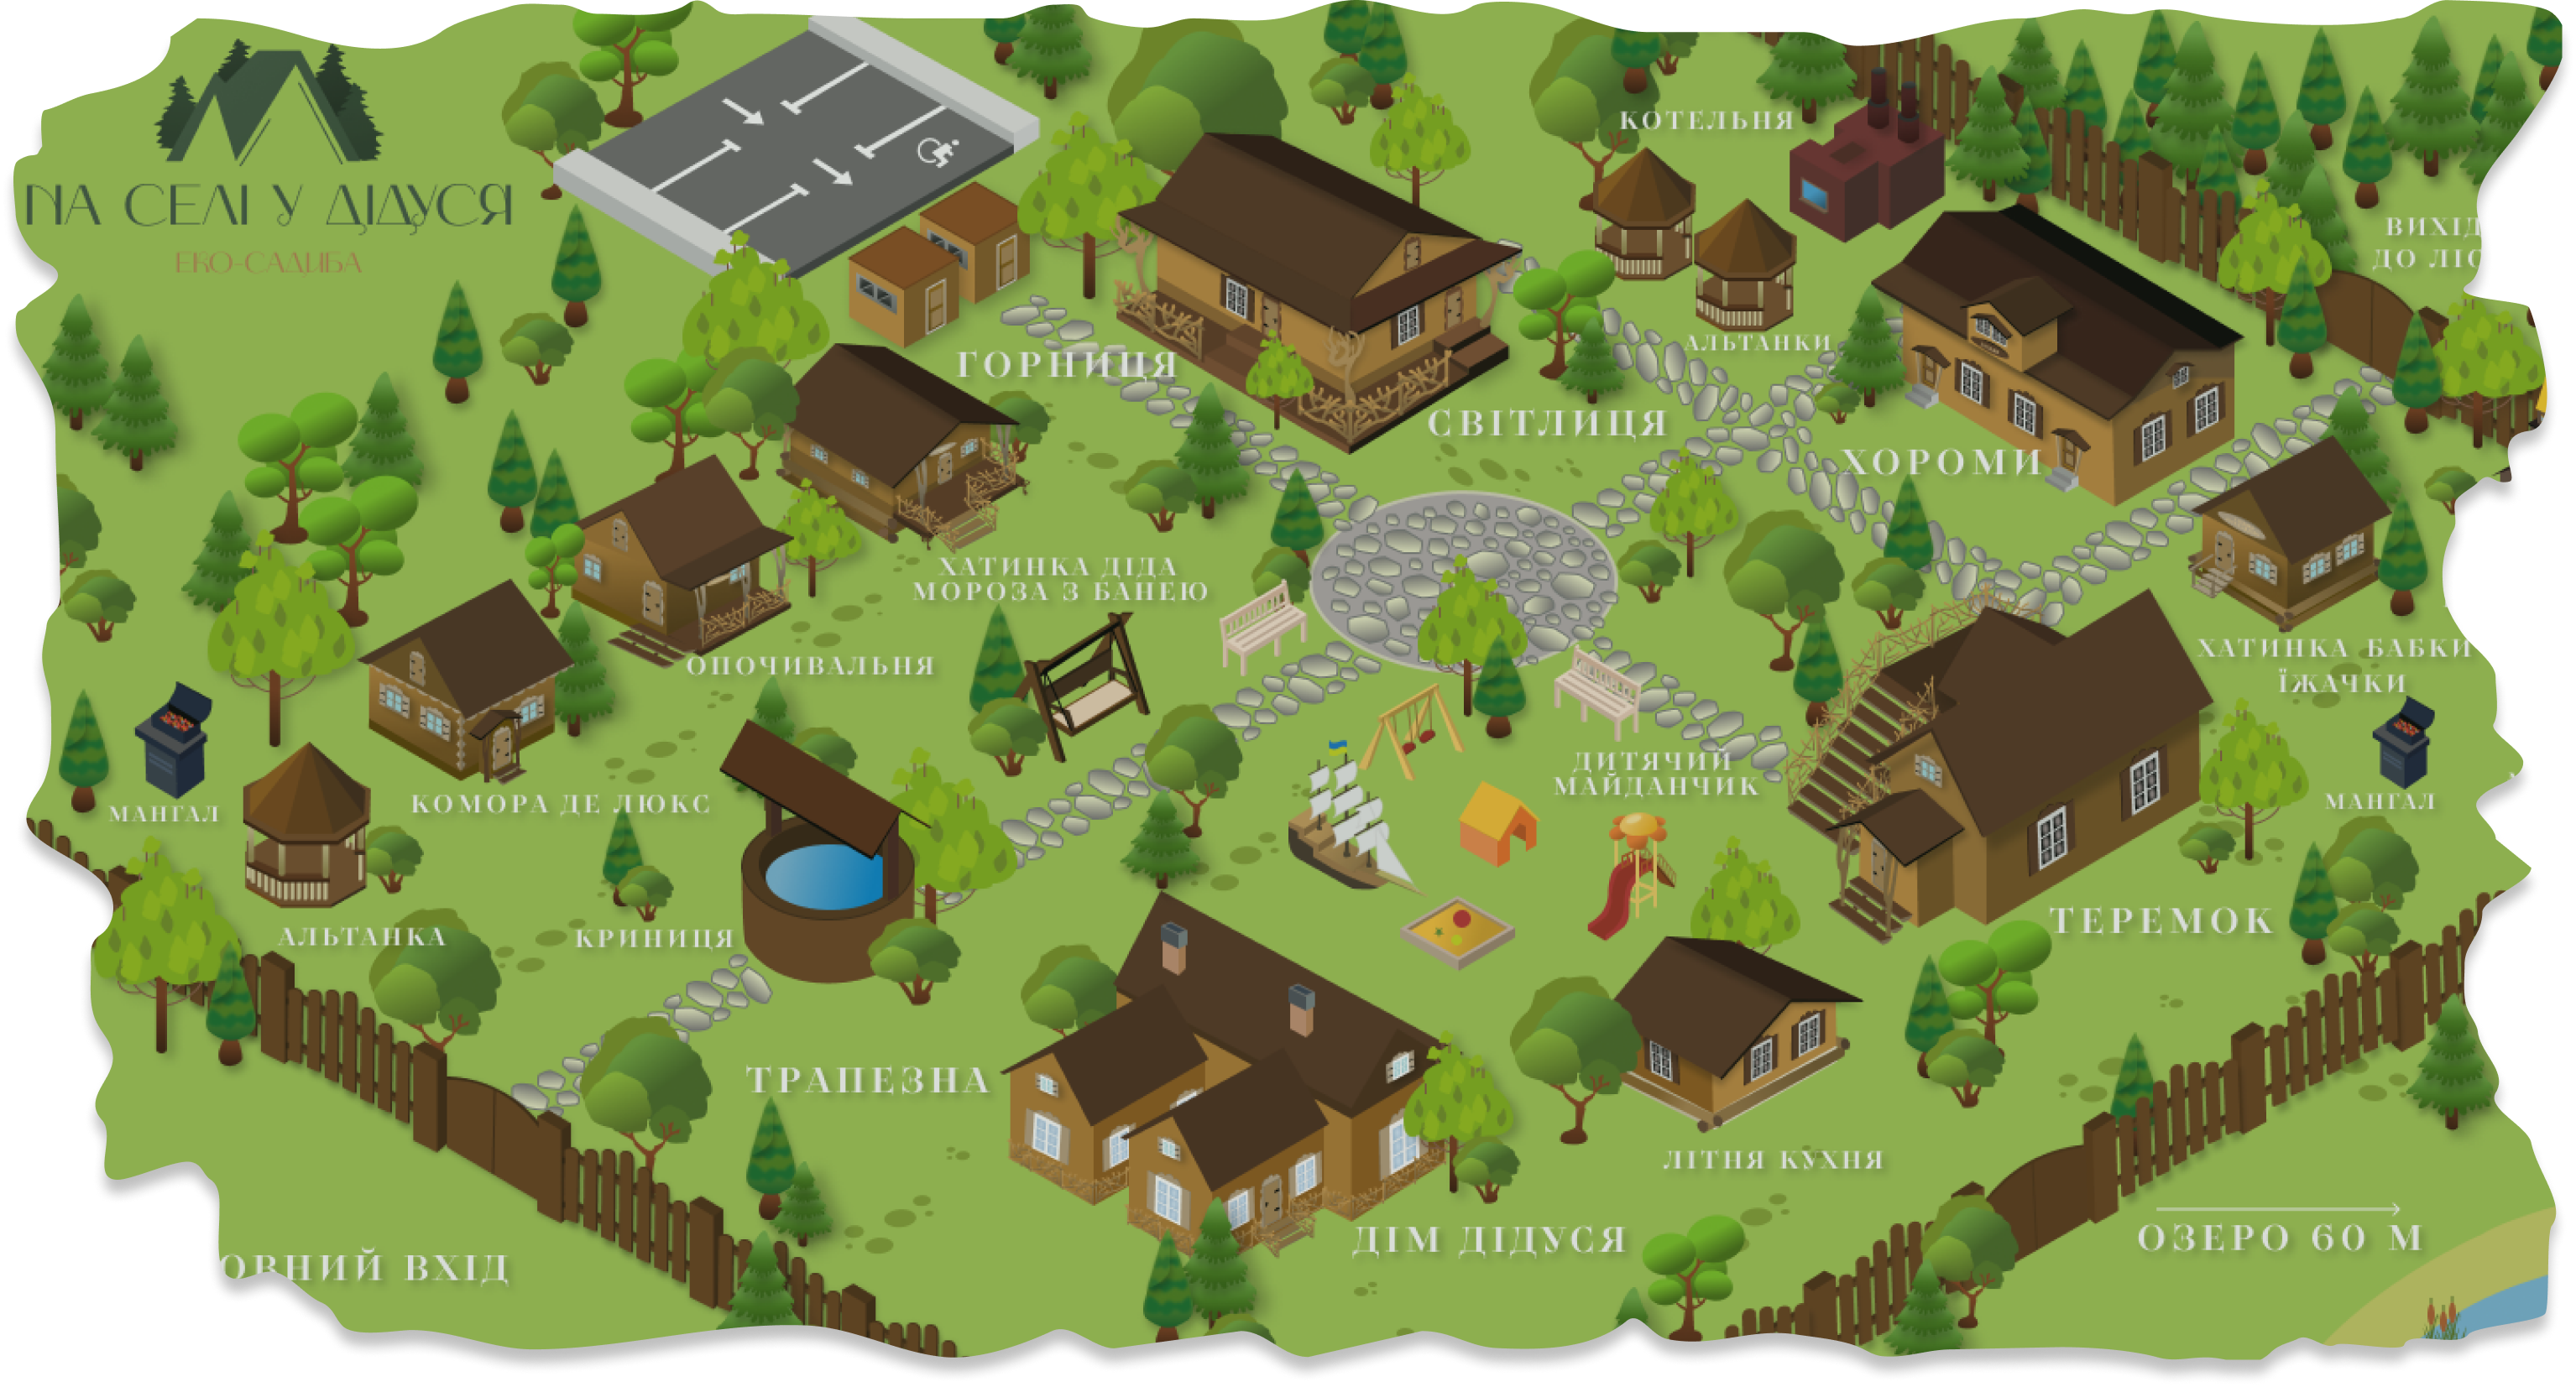 NА СЕЛІ У ДІДУСЯ
ЕКО-САДИБА
КОТЕЛЬНЯ
ВИХІД
ДО ЛІС
АЛЬТАНКИ
ГОРНИЦЯ
СВІТЛИЦЯ
ХОРОМИ
ХАТИНКА ДІДА
МОРОЗА З БАНЕЮ
ОПОЧИВАЛЬНЯ
ХАТИНКА БАБКИ
ЇЖАЧКИ
ДИТЯЧИЙ
МАЙДАНЧИК
МАНГАЛ
КОМОРА ДЕ ЛЮКС
МАНГАЛ
АЛЬТАНКА
КРИНИЦЯ
ТЕРЕМОК
ТРАПЕЗНА
ЛІТНЯ КУХНЯ
ДІМ ДІДУСЯ
ОЗЕРО 60 М
ОВНИЙ ВХІД